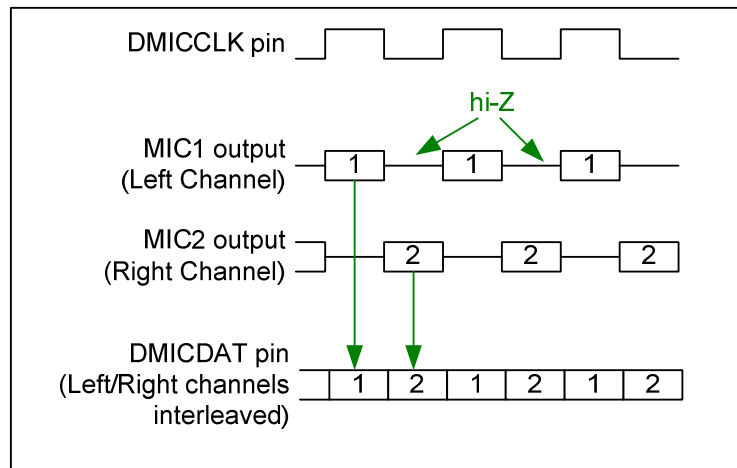 DMICCLK pin
hi-Z
MIC1 output
(Left Channel)
1 1 1
MIC2 output
(Right Channel)
2 2 2
DMICDAT pin
(Left/Right channels
interleaved)
1 2 1 2 1 2